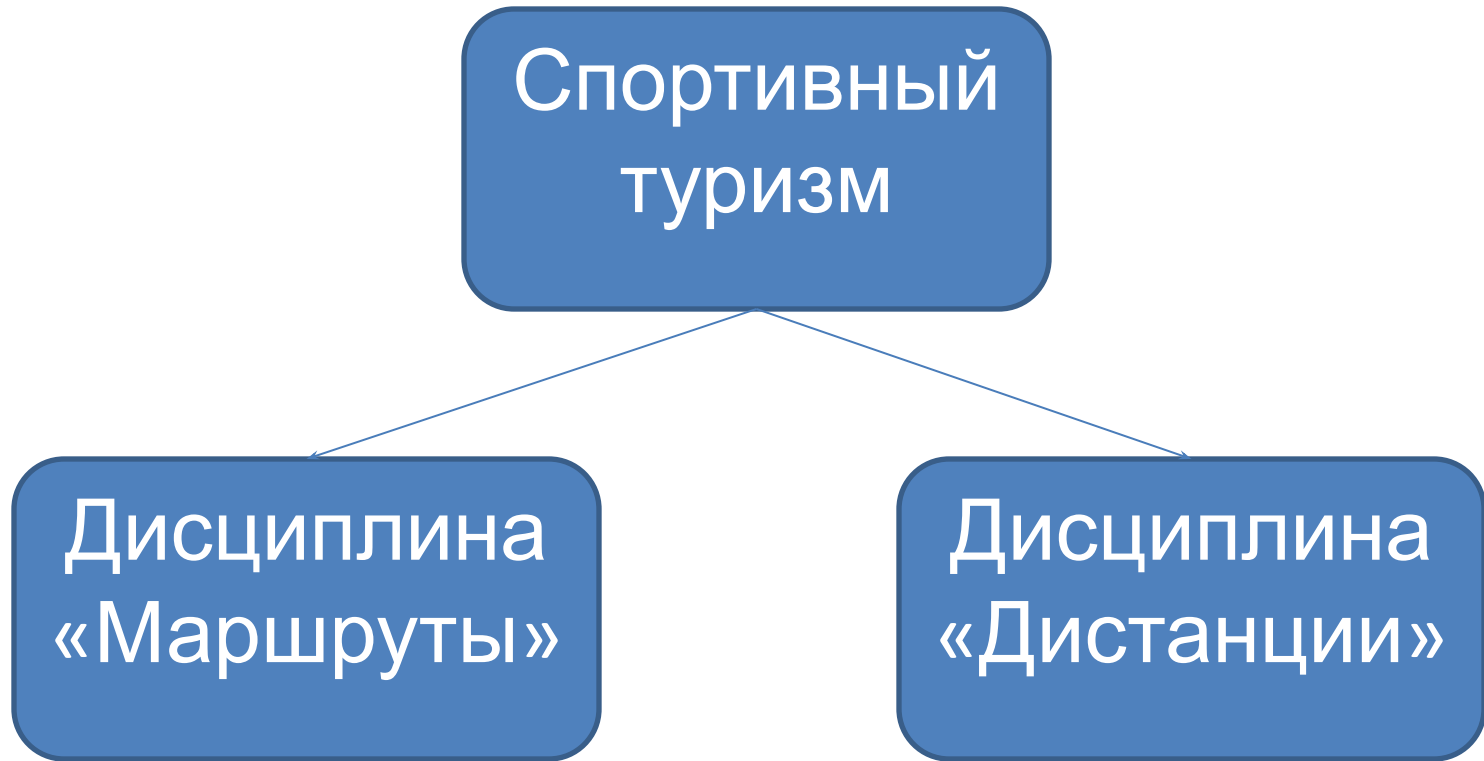 Спортивный
туризм
Дисциплина
«Маршруты»
Дисциплина
«Дистанции»